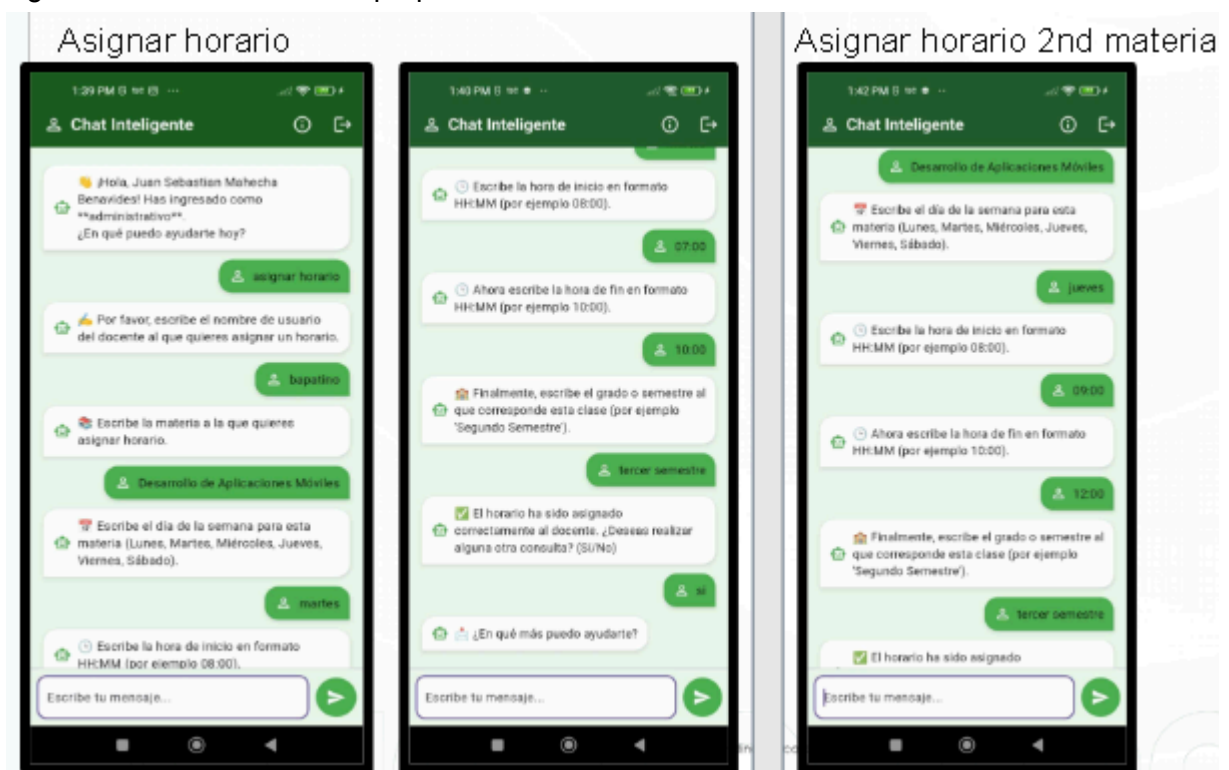 Asignar horario
1:39 PM
Chat Inteligente
¡Hola, Juan Sebastian Mahecha
Benavides! Has ingresado como
**administrativo**.
¿En qué puedo ayudarte hoy?
asignar horario
Por favor, escribe el nombre de usuario
del docente al que quieres asignar un horario.
bapatino
Escribe la materia a la que quieres
asignar horario.
Desarrollo de Aplicaciones Móviles
Escribe el día de la semana para esta
materia (Lunes, Martes, Miércoles, Jueves,
Viernes, Sábado).
martes
Escribe la hora de inicio en formato
HH:MM (por ejemplo 08:00).
Escribe tu mensaje...
1:40 PM
Chat Inteligente
Escribe la hora de inicio en formato
HH:MM (por ejemplo 08:00).
07:00
Ahora escribe la hora de fin en formato
HH:MM (por ejemplo 10:00).
10:00
Finalmente, escribe el grado o semestre al
que corresponde esta clase (por ejemplo
'Segundo Semestre').
tercer semestre
El horario ha sido asignado
correctamente al docente. ¿Deseas realizar
alguna otra consulta? (Sí/No)
si
¿En qué más puedo ayudarte?
Escribe tu mensaje...
Asignar horario 2nd materia
1:42 PM
Chat Inteligente
Desarrollo de Aplicaciones Móviles
Escribe el día de la semana para esta
materia (Lunes, Martes, Miércoles, Jueves,
Viernes, Sábado).
jueves
Escribe la hora de inicio en formato
HH:MM (por ejemplo 08:00).
09:00
Ahora escribe la hora de fin en formato
HH:MM (por ejemplo 10:00).
12:00
Finalmente, escribe el grado o semestre al
que corresponde esta clase (por ejemplo
'Segundo Semestre').
tercer semestre
El horario ha sido asignado
Escribe tu mensaje...